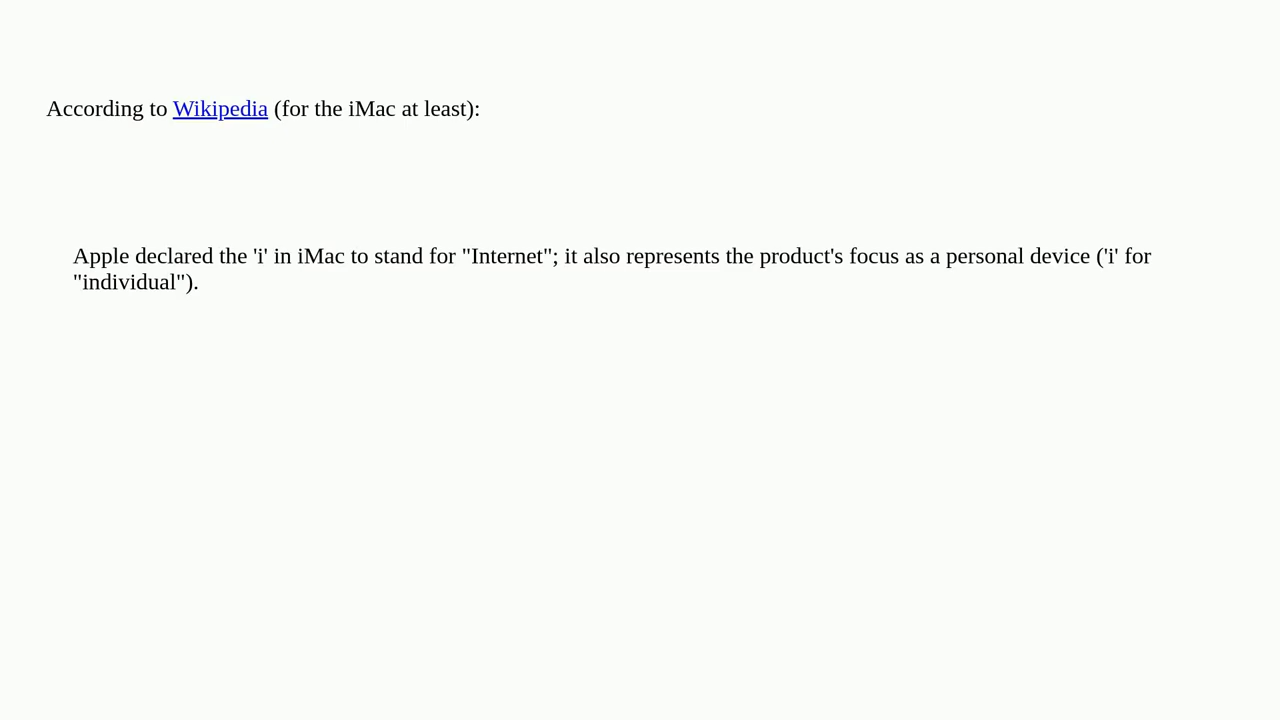 According to Wikipedia (for the iMac at least):
Apple declared the 'i' in iMac to stand for "Internet"; it also represents the product's focus as a personal device ('i' for
"individual").